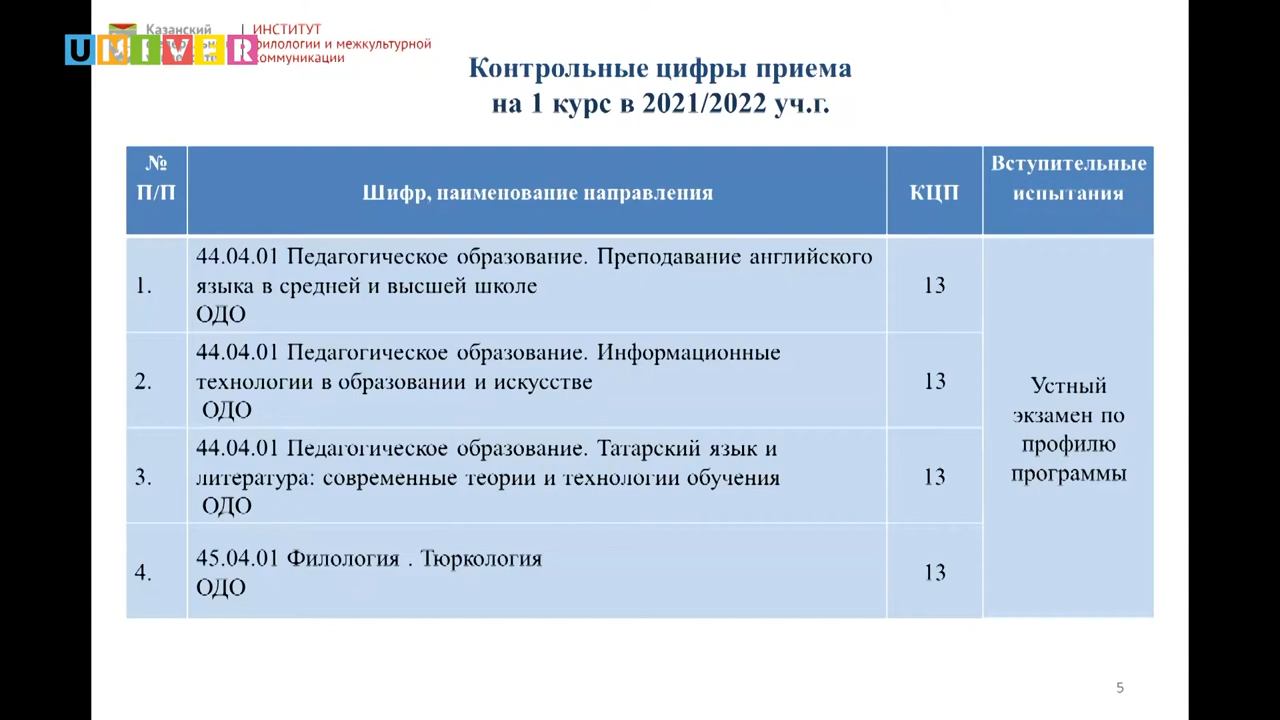 Казанский
ИНСТИТУТ
филологии и межкультурной
коммуникации
UNIVER
Контрольные цифры приема
на 1 курс в 2021/2022 уч.г.
№
П/П
Шифр, наименование направления
КЦП
Вступительные
испытания
1.
44.04.01 Педагогическое образование. Преподавание английского
языка в средней и высшей школе
ОДО
13
2.
44.04.01 Педагогическое образование. Информационные
технологии в образовании и искусстве
ОДО
13
3.
44.04.01 Педагогическое образование. Татарский язык и
литература: современные теории и технологии обучения
ОДО
13
4.
45.04.01 Филология . Тюркология
ОДО
13
Устный
экзамен по
профилю
программы
5